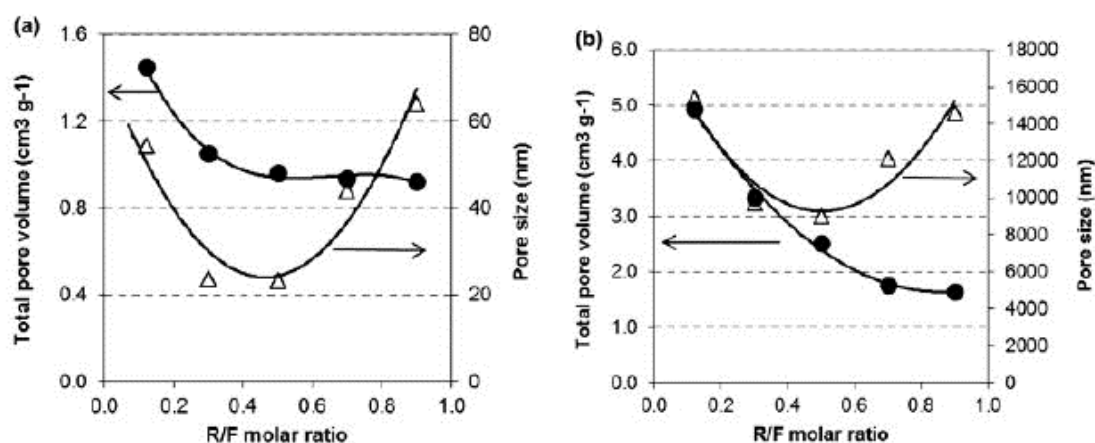 (a)
Total pore volume (cm3 g-1)
1.6
1.2
0.8
0.4
0.0
80
60
40
20
0
Pore size (nm)
0.0 0.2 0.4 0.6 0.8 1.0
R/F molar ratio
(b)
Total pore volume (cm3 g-1)
6.0
5.0
4.0
3.0
2.0
1.0
0.0
18000
16000
14000
12000
10000
8000
6000
4000
2000
0
Pore size (nm)
0.0 0.2 0.4 0.6 0.8 1.0
R/F molar ratio